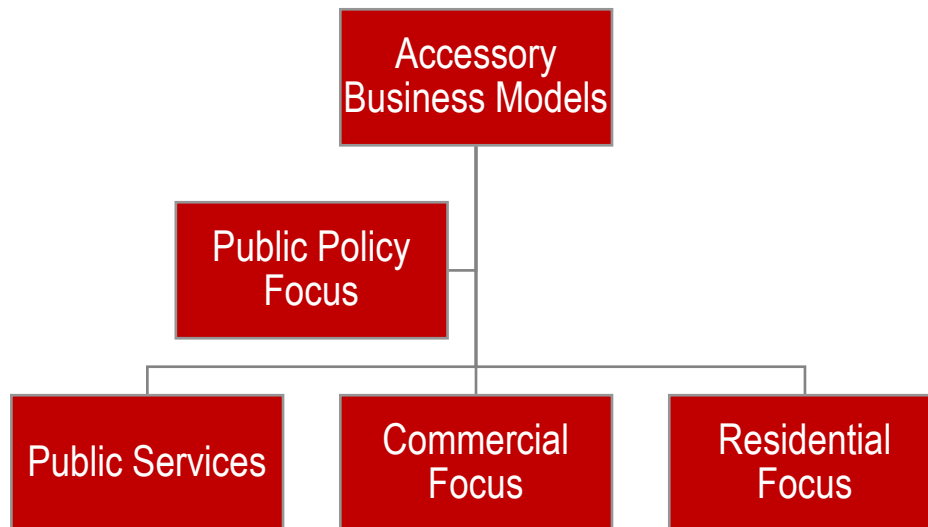 Accessory
Business Models
Public Policy
Focus
Public Services
Commercial
Focus
Residential
Focus